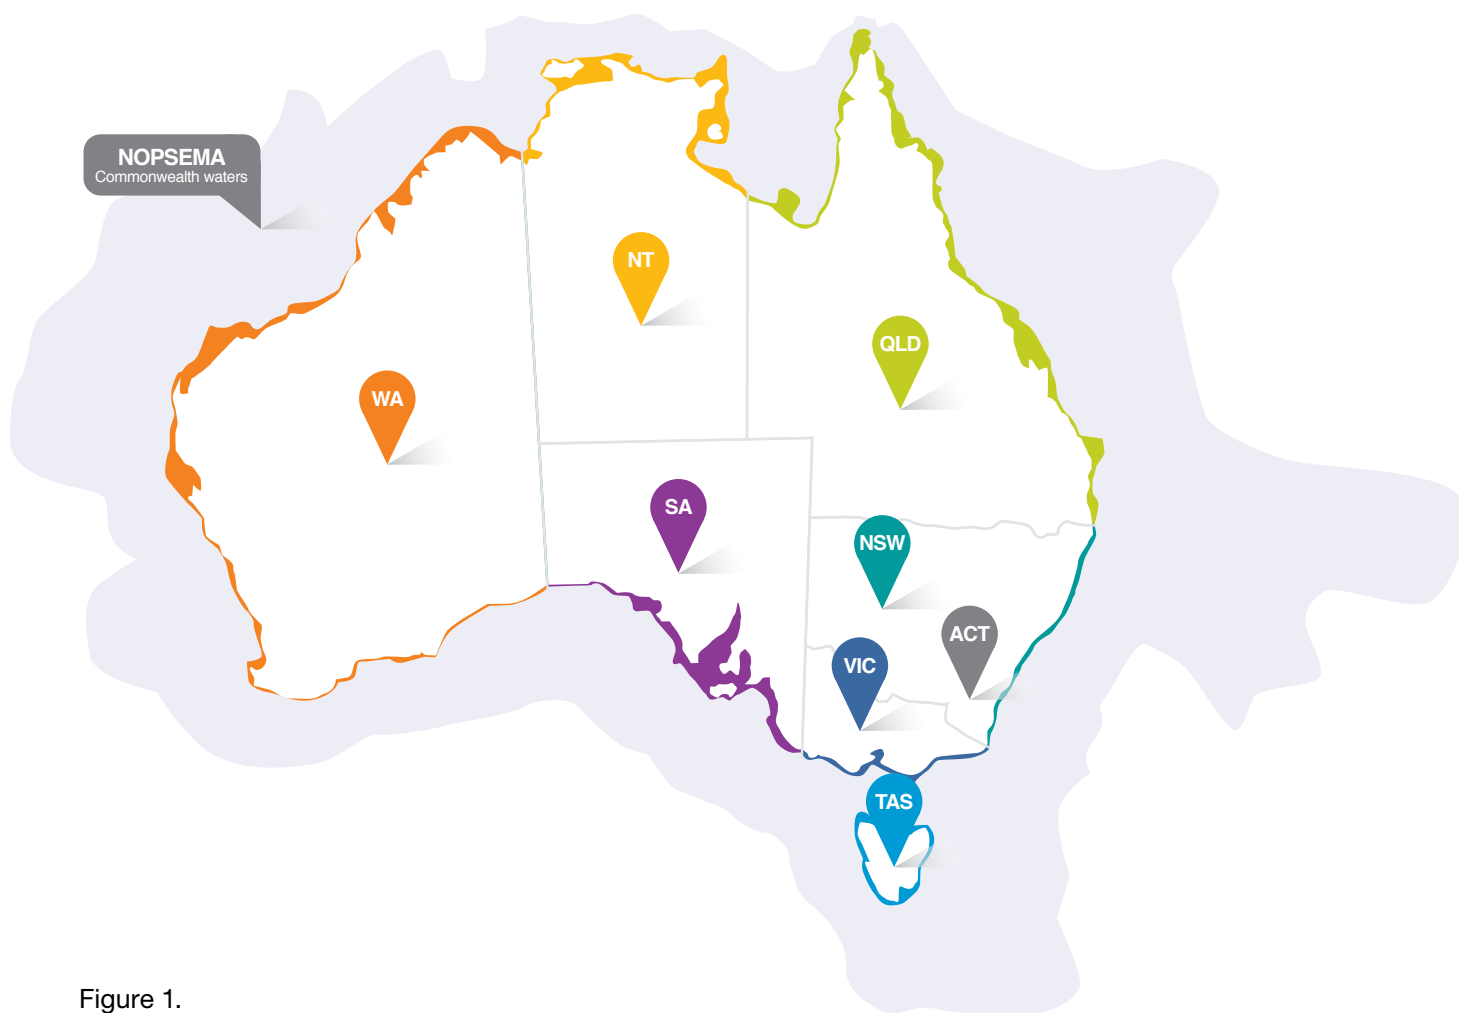 NOPSEMA
Commonwealth waters
NT
QLD
WA
SA
NSW
ACT
VIC
TAS
Figure 1.